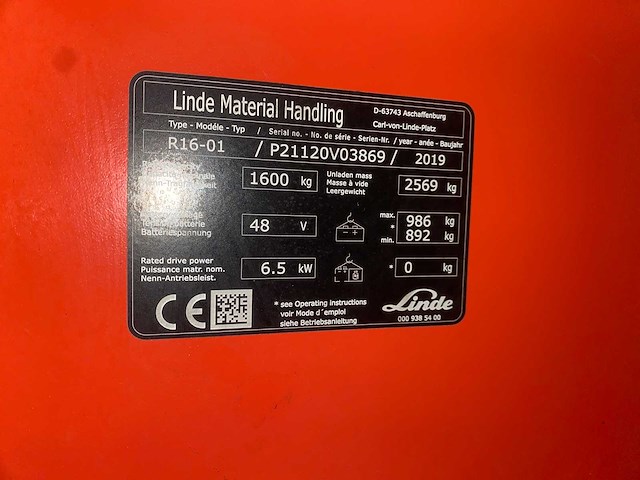 Linde Material Handling
D-63743 Aschaffenburg
Carl-von-Linde-Platz
Type - Modéle - Typ / Serial no. - No. de série - Serien-Nr. / year - anée - Baujahr
R16-01 / P21120V03869 / 2019
1600 kg
Unladen mass
Masse à vide
Leergewicht
2569 kg
Batteriespannung
48 V
+ -
max. 986 kg
*
min. 892 kg
Rated drive power
Puissance matr. nom.
Nenn-Antriebsleist.
6.5 kW
* 0 kg
CE
* see Operating instructions
voir Mode d´emploi
siehe Betriebsanleitung
Linde
000 938 54 00